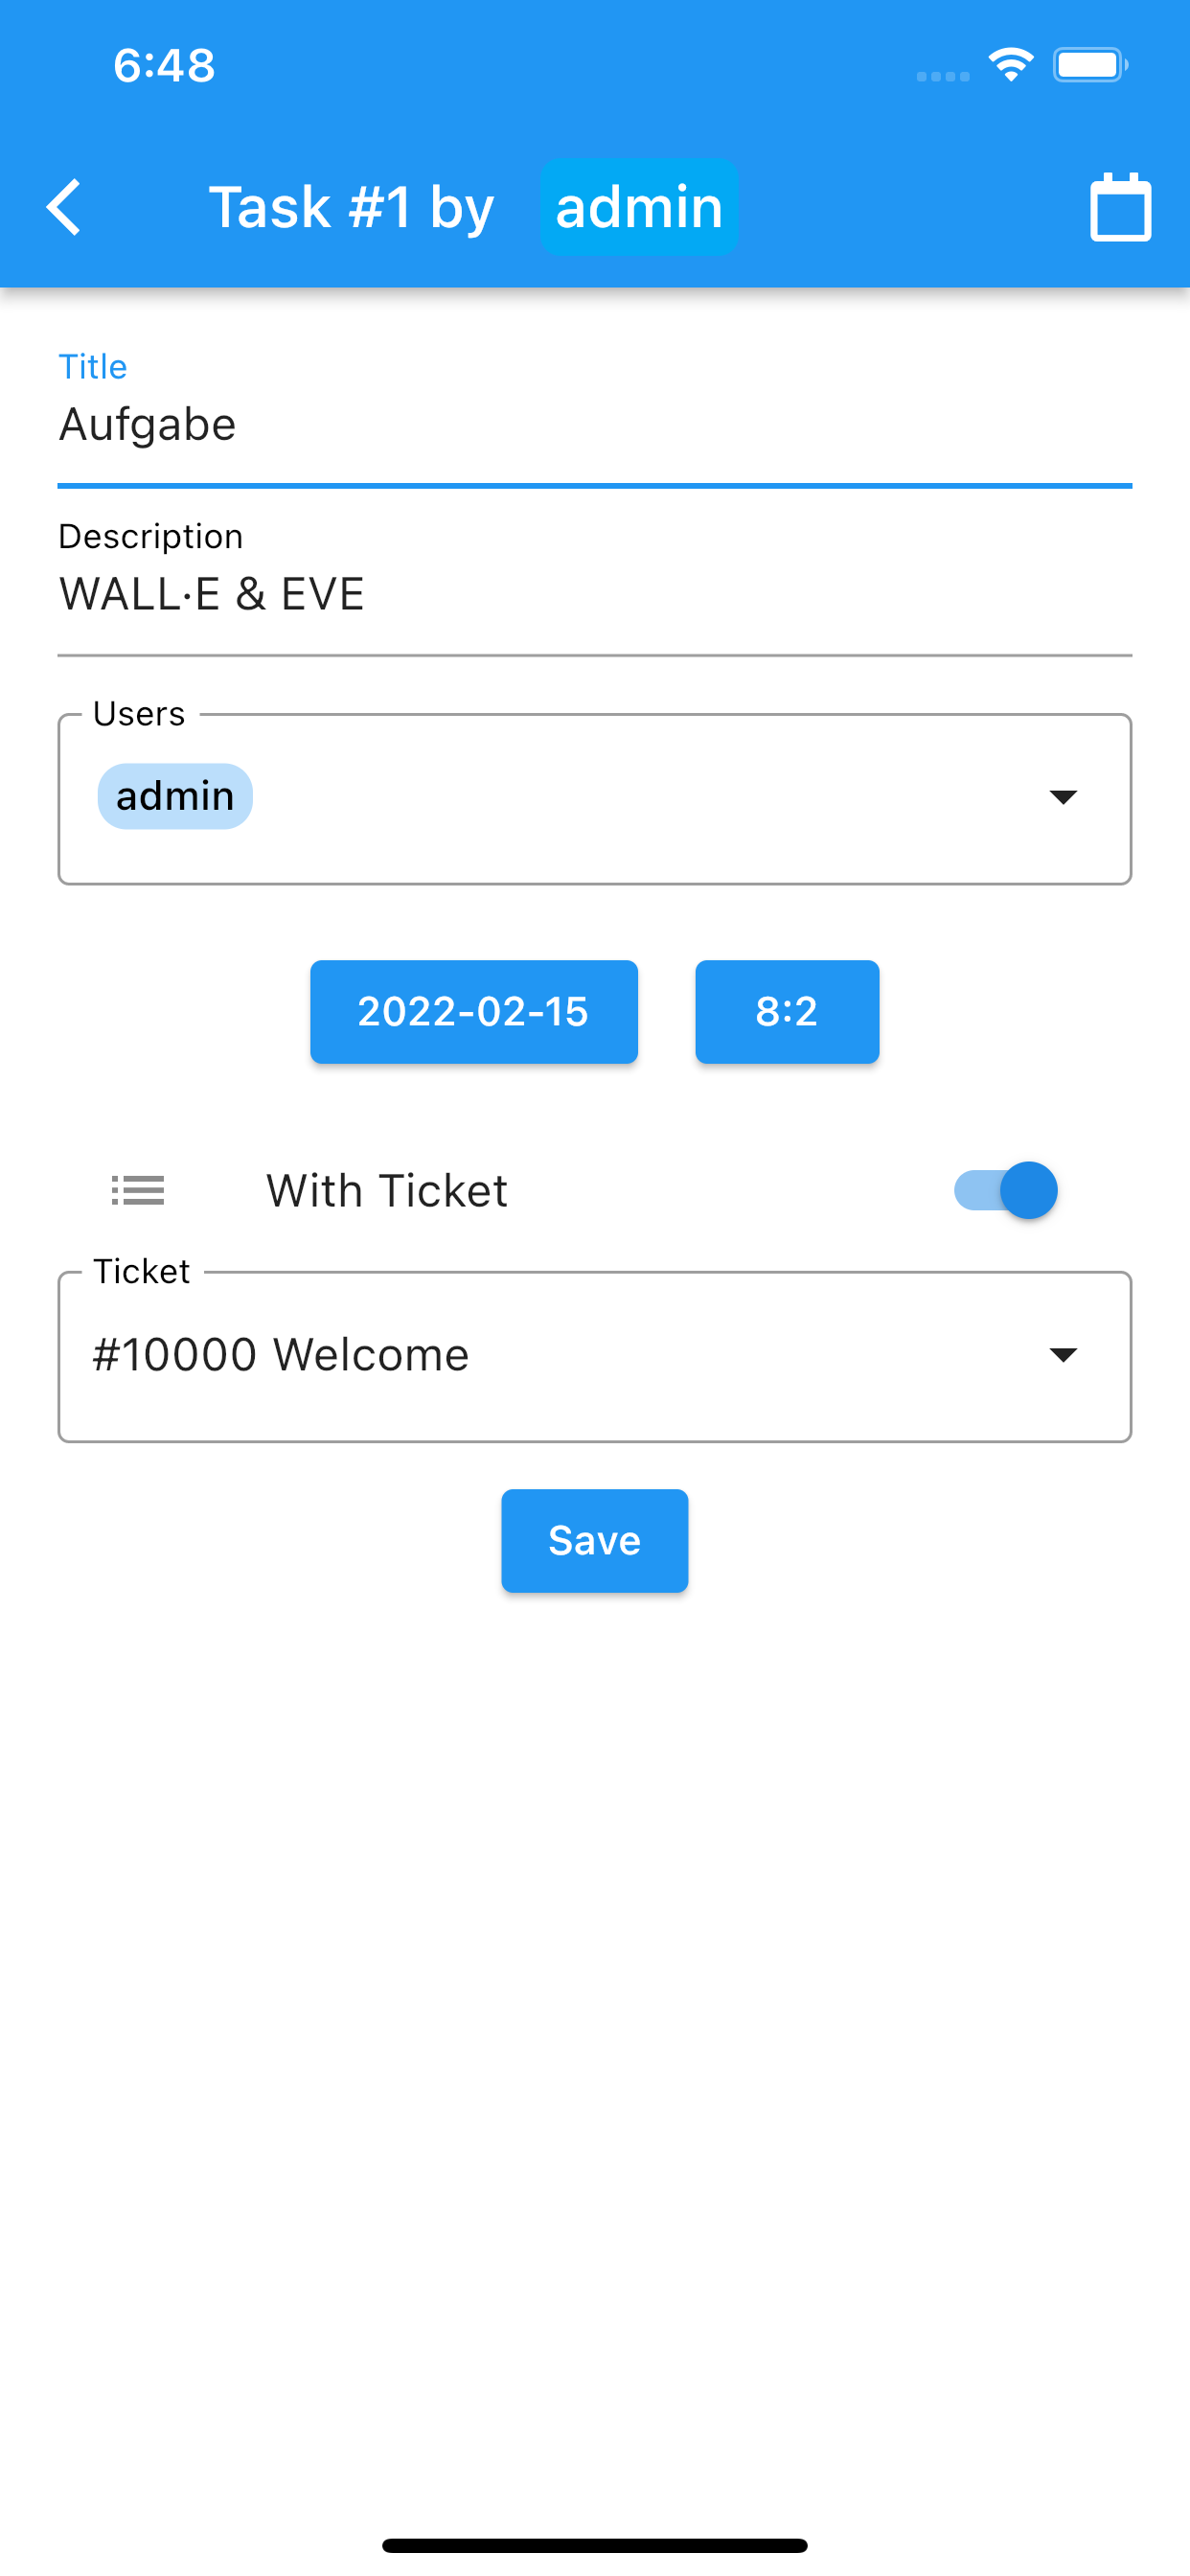 6:48
Task #1 by admin
Title
Aufgabe
Description
WALL·E & EVE
Users
admin
2022-02-15 8:2
With Ticket
Ticket
#10000 Welcome
Save